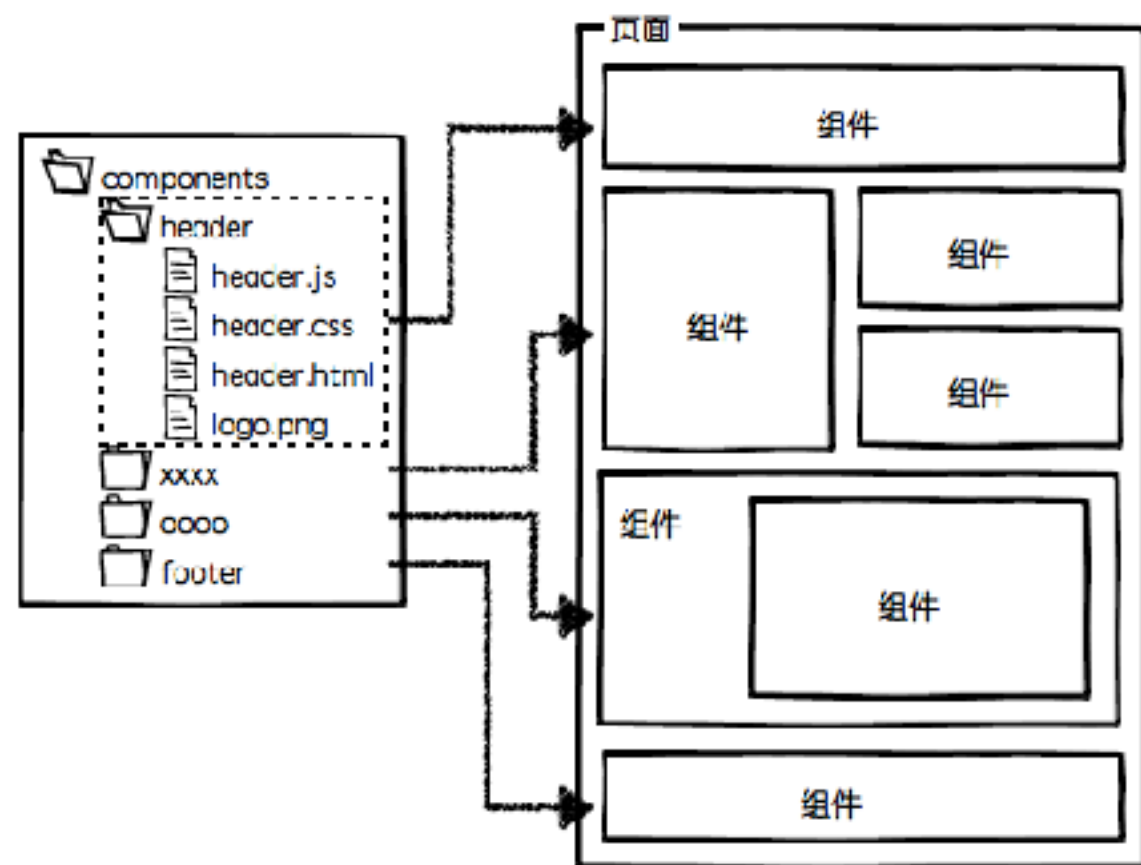 页面
组件
components
header
header.js
header.css
header.html
logo.png
xxxx
oooo
footer
组件
组件
组件
组件
组件
组件